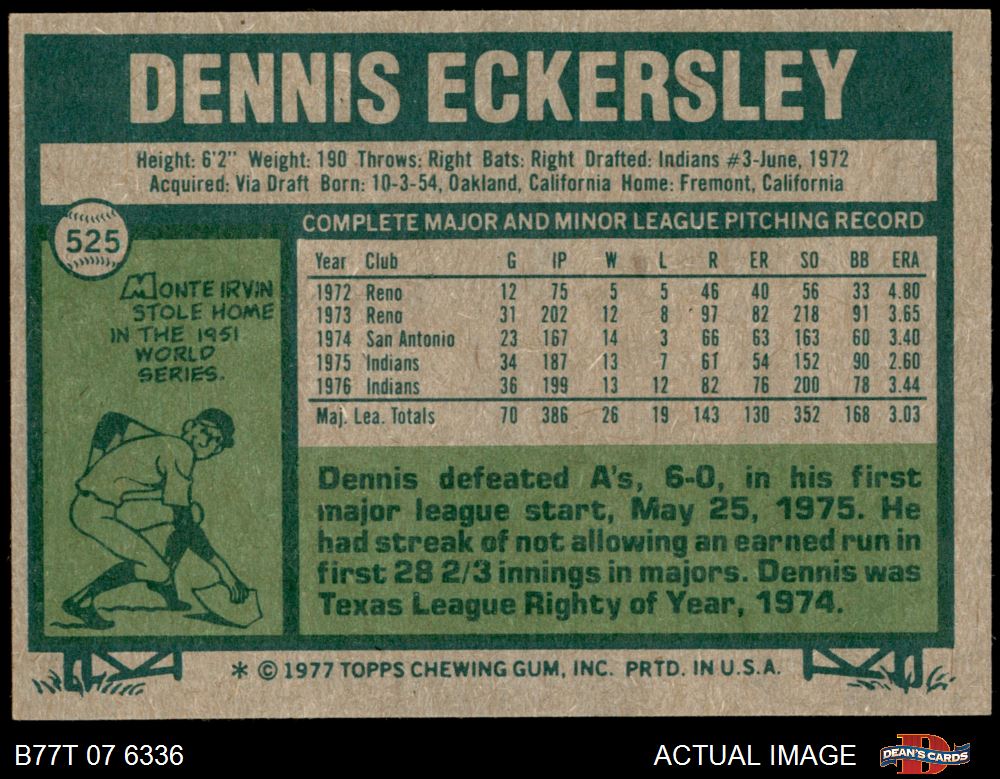 DENNIS ECKERSLEY
Height: 6'2" Weight: 190 Throws: Right Bats: Right Drafted: Indians #3-June, 1972
Acquired: Via Draft Born: 10-3-54, Oakland, California Home: Fremont, California
525
MONTE IRVIN
STOLE HOME
IN THE 1951
WORLD
SERIES.
COMPLETE MAJOR AND MINOR LEAGUE PITCHING RECORD
Year Club G IP W L R ER SO BB ERA
1972 Reno 12 75 5 5 46 40 56 33 4.80
1973 Reno 31 202 12 8 97 82 218 91 3.65
1974 San Antonio 23 167 14 3 66 63 163 60 3.40
1975 Indians 34 187 13 7 61 54 152 90 2.60
1976 Indians 36 199 13 12 82 76 200 78 3.44
Maj. Lea. Totals 70 386 26 19 143 130 352 168 3.03
Dennis defeated A's, 6-0, in his first
major league start, May 25, 1975. He
had streak of not allowing an earned run in
first 28 2/3 innings in majors. Dennis was
Texas League Righty of Year, 1974.
* © 1977 TOPPS CHEWING GUM, INC. PRTD. IN U.S.A.
B77T 07 6336
ACTUAL IMAGE
D
DEAN'S CARDS